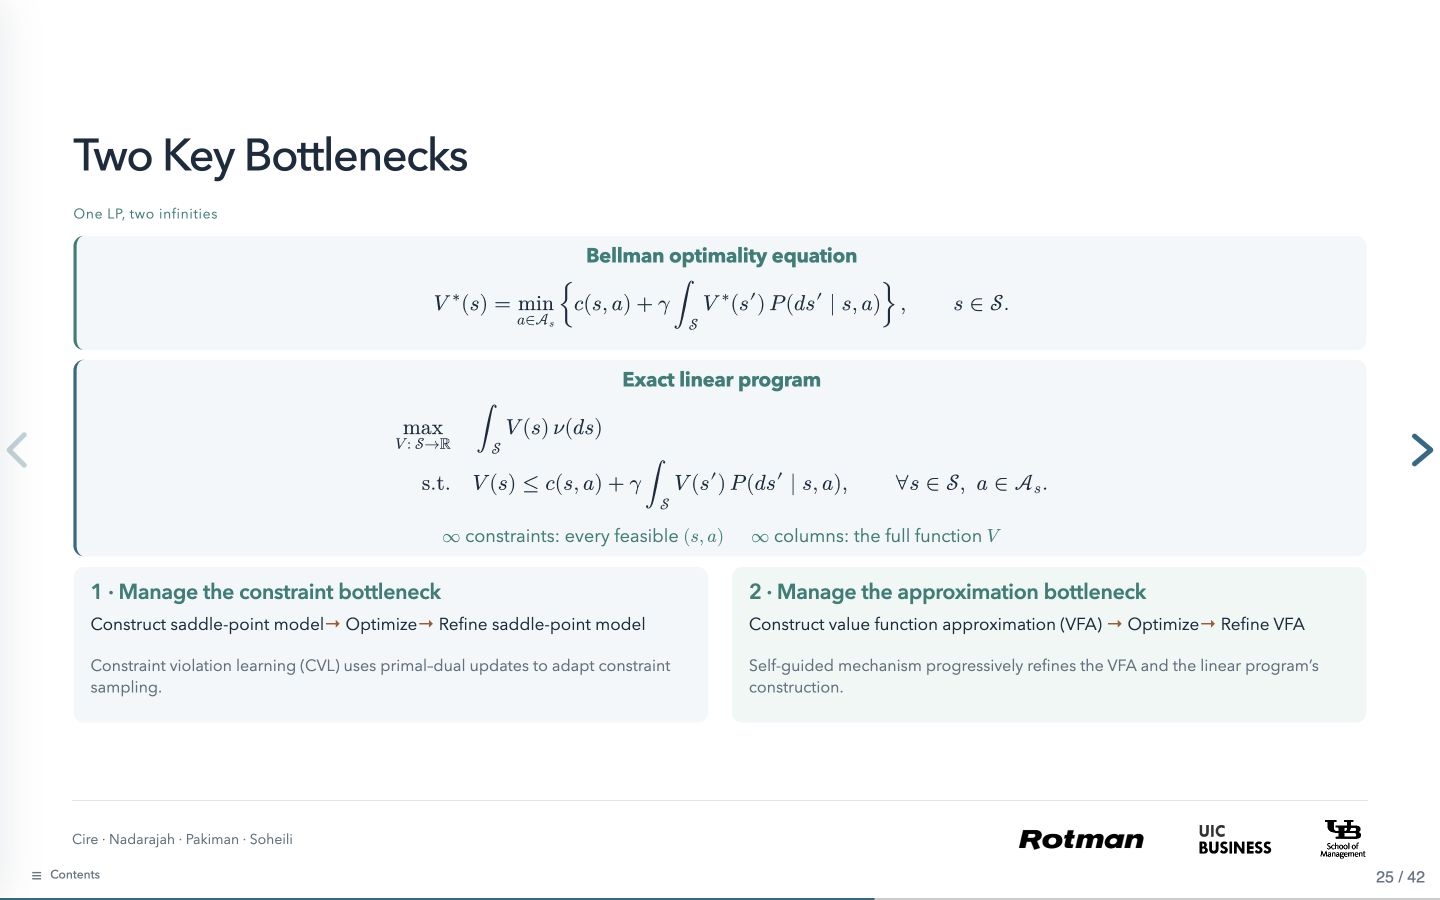 Two Key Bottlenecks
One LP, two infinities
Bellman optimality equation
V*(s) = min_{a∈𝒜_s} { c(s, a) + γ ∫_𝒮 V*(s′) P(ds′ | s, a) } , s ∈ 𝒮.
Exact linear program
max_{V: 𝒮→ℝ} ∫_𝒮 V(s) ν(ds)
s.t. V(s) ≤ c(s, a) + γ ∫_𝒮 V(s′) P(ds′ | s, a), ∀s ∈ 𝒮, a ∈ 𝒜_s.
∞ constraints: every feasible (s, a) ∞ columns: the full function V
1 · Manage the constraint bottleneck
Construct saddle-point model→ Optimize→ Refine saddle-point model
Constraint violation learning (CVL) uses primal–dual updates to adapt constraint
sampling.
2 · Manage the approximation bottleneck
Construct value function approximation (VFA) → Optimize→ Refine VFA
Self-guided mechanism progressively refines the VFA and the linear program's
construction.
Cire · Nadarajah · Pakiman · Soheili
Rotman
UIC
BUSINESS
UB
School of
Management
≡ Contents
25 / 42